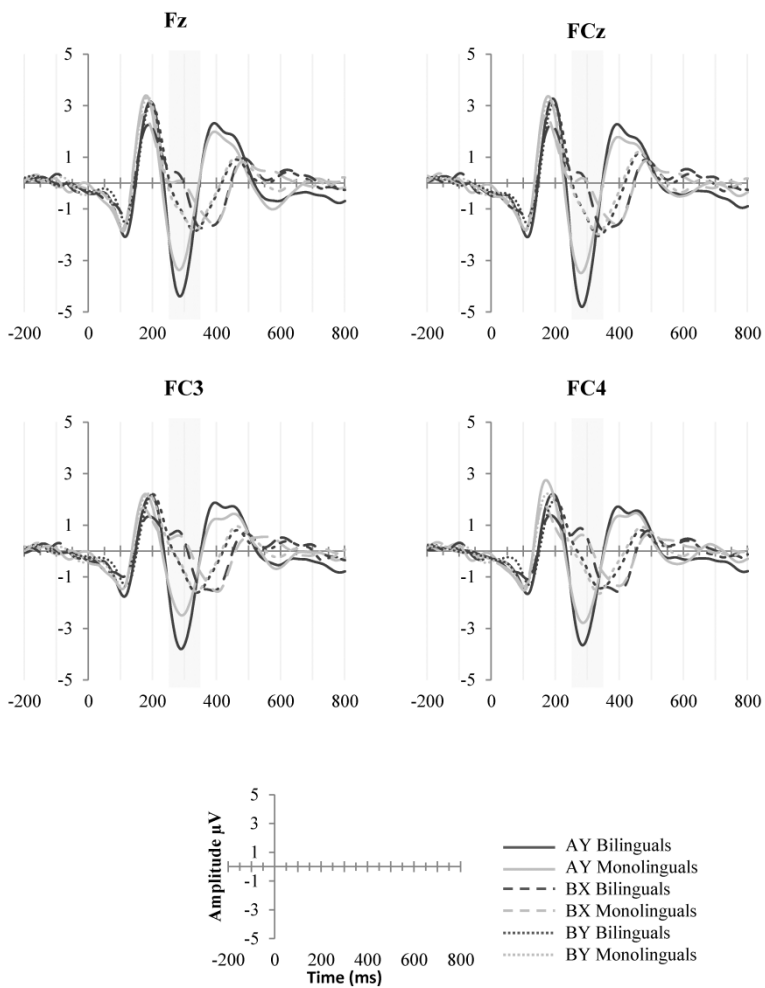 Fz
FCz
5
3
1
-1
-3
-5
-200 0 200 400 600 800
5
3
1
-1
-3
-5
-200 0 200 400 600 800
FC3
FC4
5
3
1
-1
-3
-5
-200 0 200 400 600 800
5
3
1
-1
-3
-5
-200 0 200 400 600 800
Amplitude µV
5
3
1
-1
-3
-5
-200 0 200 400 600 800
Time (ms)
AY Bilinguals
AY Monolinguals
BX Bilinguals
BX Monolinguals
BY Bilinguals
BY Monolinguals